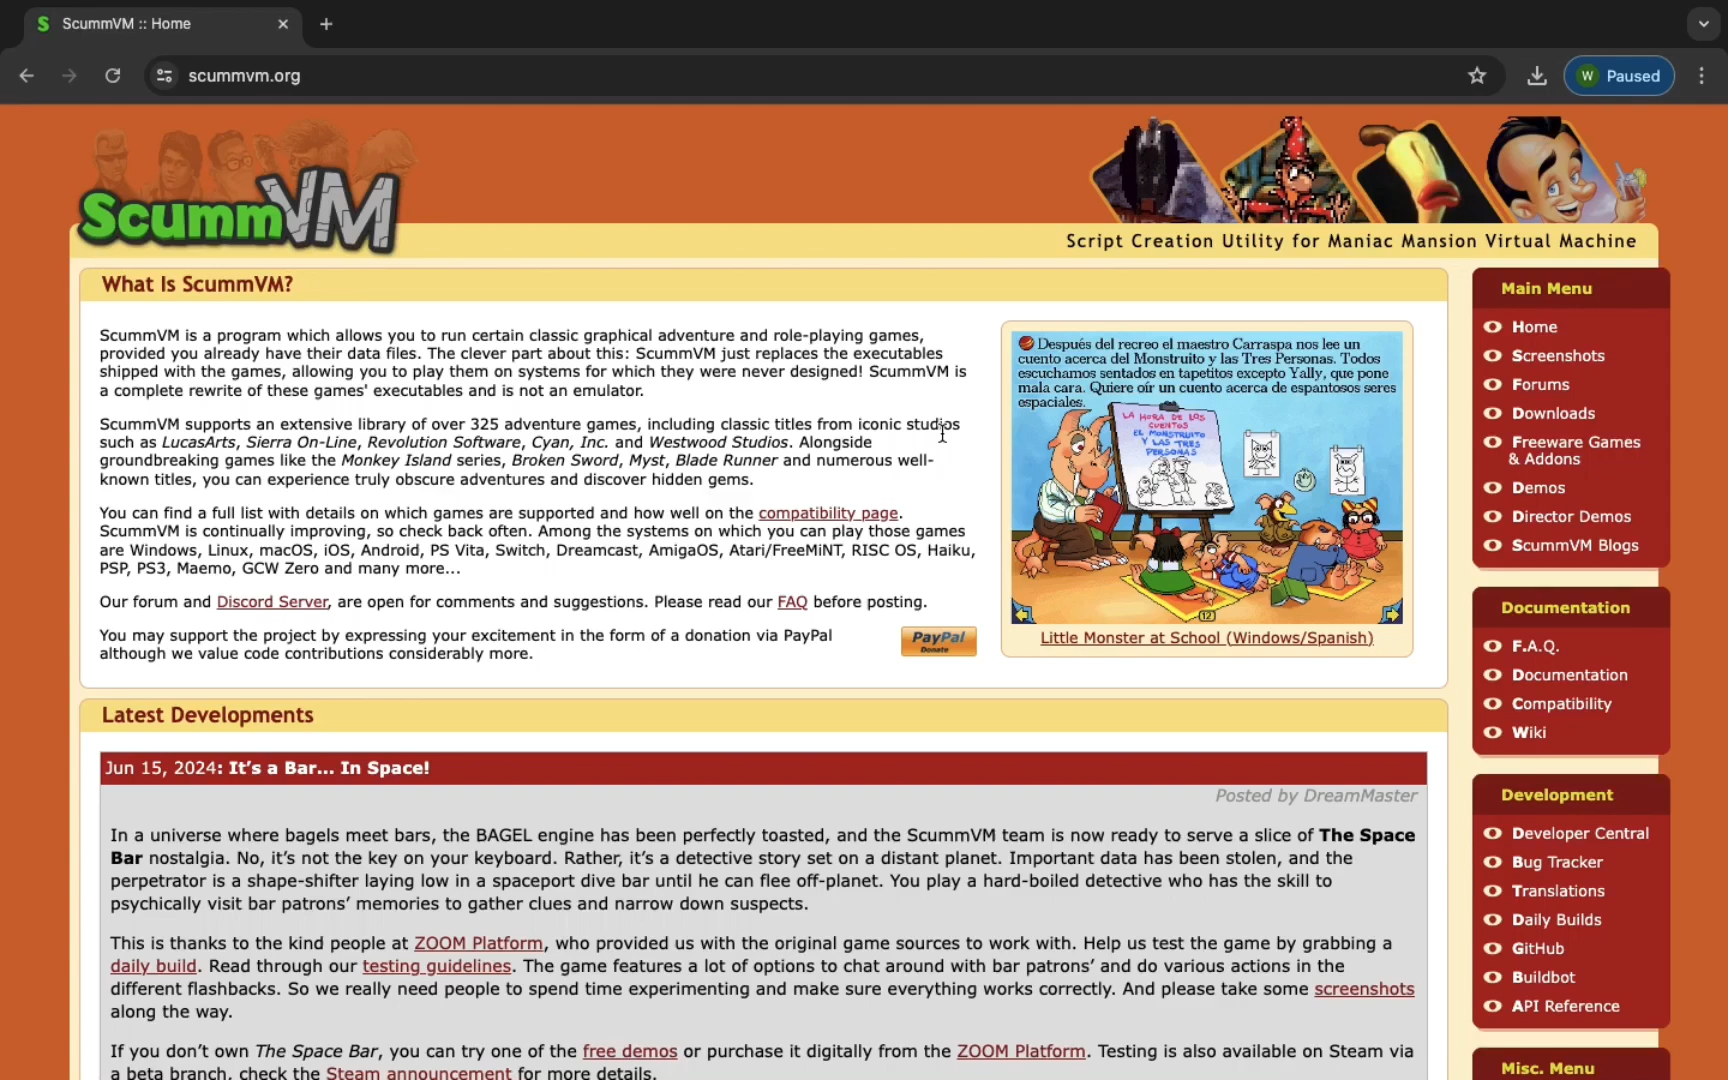 ScummVM :: Home
scummvm.org
W Paused
ScummVM
Script Creation Utility for Maniac Mansion Virtual Machine
What Is ScummVM?
ScummVM is a program which allows you to run certain classic graphical adventure and role-playing games,
provided you already have their data files. The clever part about this: ScummVM just replaces the executables
shipped with the games, allowing you to play them on systems for which they were never designed! ScummVM is
a complete rewrite of these games' executables and is not an emulator.
ScummVM supports an extensive library of over 325 adventure games, including classic titles from iconic studios
such as LucasArts, Sierra On-Line, Revolution Software, Cyan, Inc. and Westwood Studios. Alongside
groundbreaking games like the Monkey Island series, Broken Sword, Myst, Blade Runner and numerous well-
known titles, you can experience truly obscure adventures and discover hidden gems.
You can find a full list with details on which games are supported and how well on the compatibility page.
ScummVM is continually improving, so check back often. Among the systems on which you can play those games
are Windows, Linux, macOS, iOS, Android, PS Vita, Switch, Dreamcast, AmigaOS, Atari/FreeMiNT, RISC OS, Haiku,
PSP, PS3, Maemo, GCW Zero and many more...
Our forum and Discord Server, are open for comments and suggestions. Please read our FAQ before posting.
You may support the project by expressing your excitement in the form of a donation via PayPal
although we value code contributions considerably more.
PayPal
Donate
Después del recreo el maestro Carraspa nos lee un
cuento acerca del Monstruito y las Tres Personas. Todos
escuchamos sentados en tapetitos excepto Yally, que pone
mala cara. Quiere oír un cuento acerca de espantosos seres
espaciales.
LA HORA DE LOS
CUENTOS
EL MONSTRUITO
Y LAS TRES
PERSONAS
12
Little Monster at School (Windows/Spanish)
Latest Developments
Jun 15, 2024: It’s a Bar... In Space!
Posted by DreamMaster
In a universe where bagels meet bars, the BAGEL engine has been perfectly toasted, and the ScummVM team is now ready to serve a slice of The Space
Bar nostalgia. No, it’s not the key on your keyboard. Rather, it’s a detective story set on a distant planet. Important data has been stolen, and the
perpetrator is a shape-shifter laying low in a spaceport dive bar until he can flee off-planet. You play a hard-boiled detective who has the skill to
psychically visit bar patrons’ memories to gather clues and narrow down suspects.
This is thanks to the kind people at ZOOM Platform, who provided us with the original game sources to work with. Help us test the game by grabbing a
daily build. Read through our testing guidelines. The game features a lot of options to chat around with bar patrons’ and do various actions in the
different flashbacks. So we really need people to spend time experimenting and make sure everything works correctly. And please take some screenshots
along the way.
If you don’t own The Space Bar, you can try one of the free demos or purchase it digitally from the ZOOM Platform. Testing is also available on Steam via
a beta branch, check the Steam announcement for more details.
Main Menu
Home
Screenshots
Forums
Downloads
Freeware Games
& Addons
Demos
Director Demos
ScummVM Blogs
Documentation
F.A.Q.
Documentation
Compatibility
Wiki
Development
Developer Central
Bug Tracker
Translations
Daily Builds
GitHub
Buildbot
API Reference
Misc. Menu